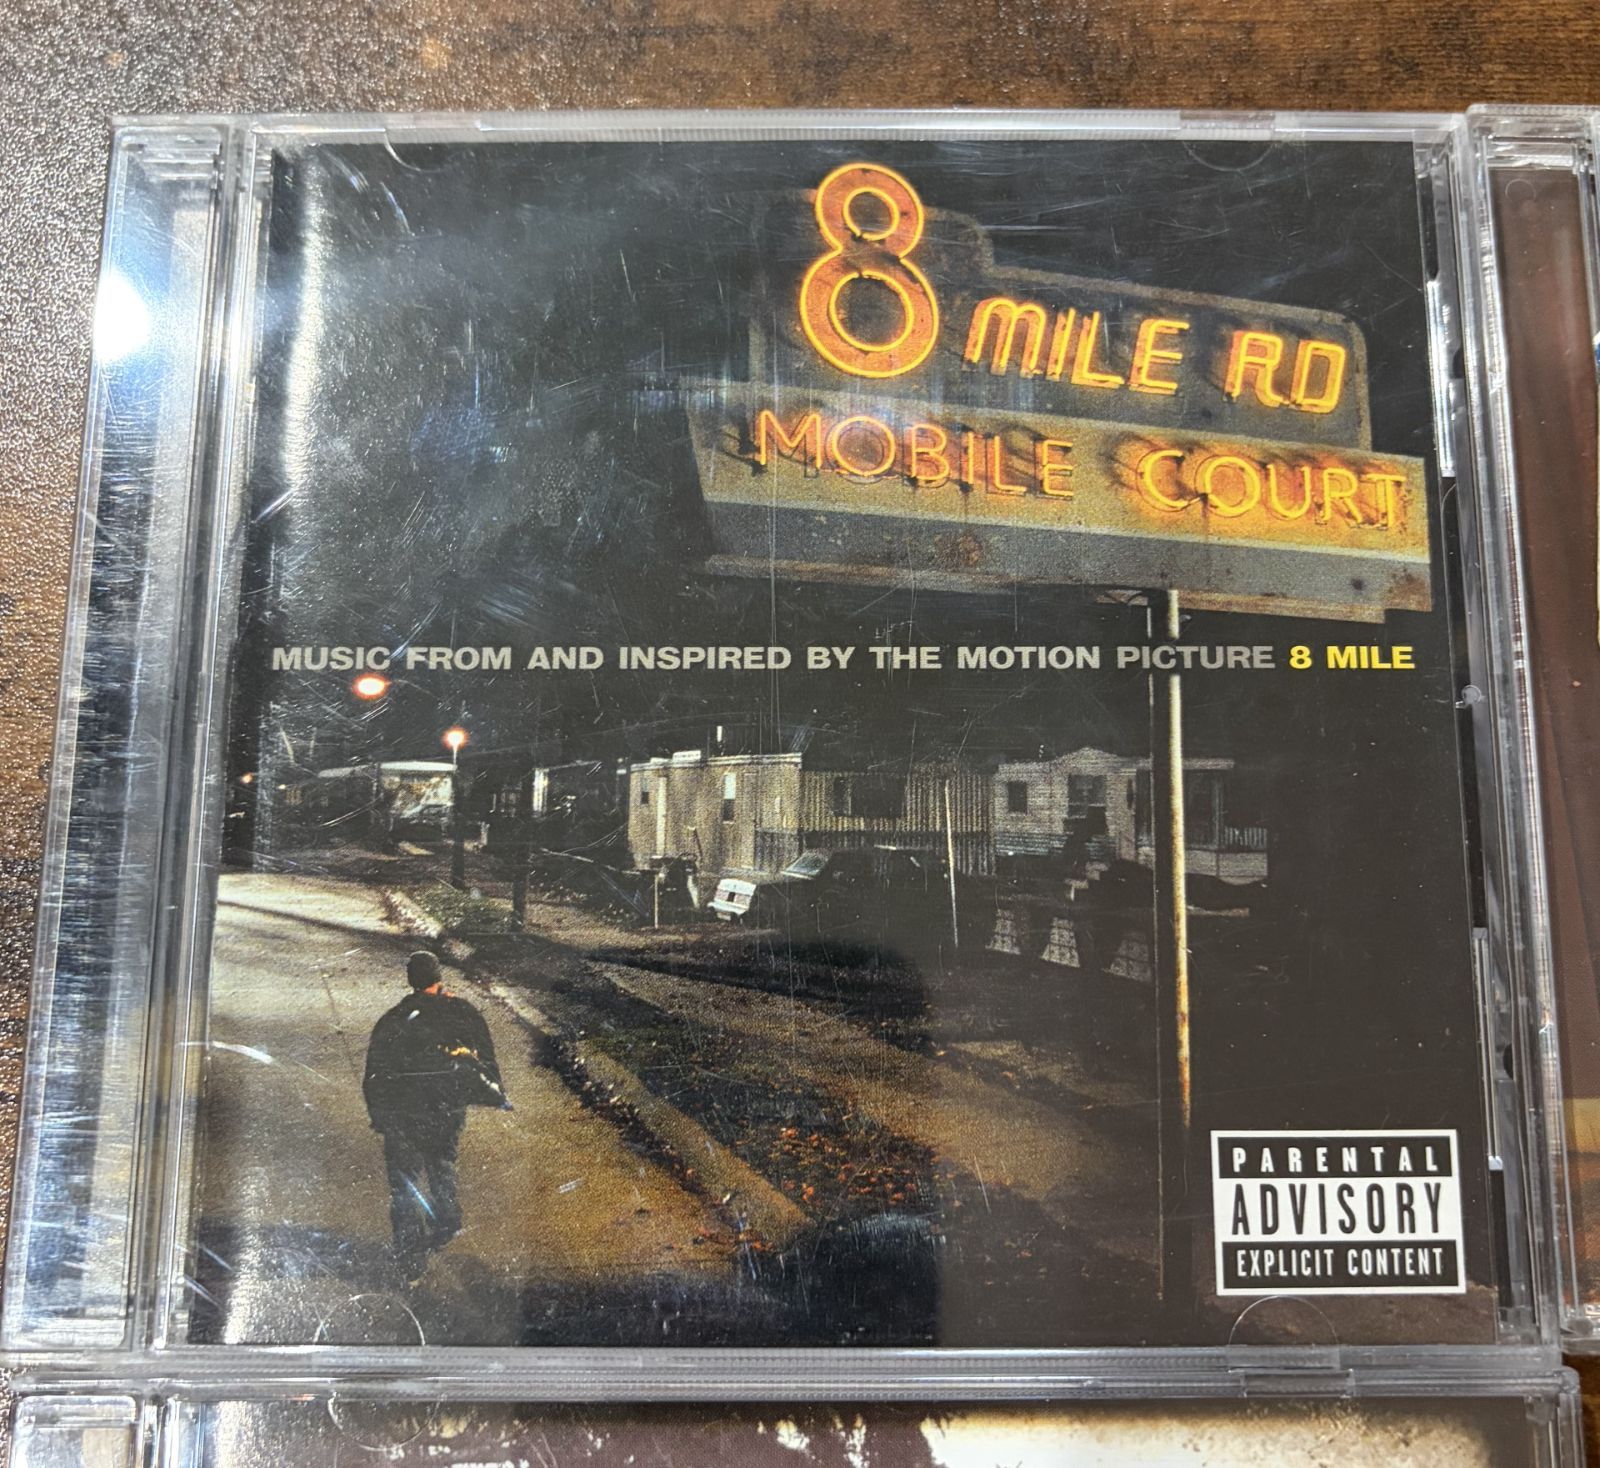 8 MILE RD
MOBILE COURT
MUSIC FROM AND INSPIRED BY THE MOTION PICTURE 8 MILE
PARENTAL
ADVISORY
EXPLICIT CONTENT